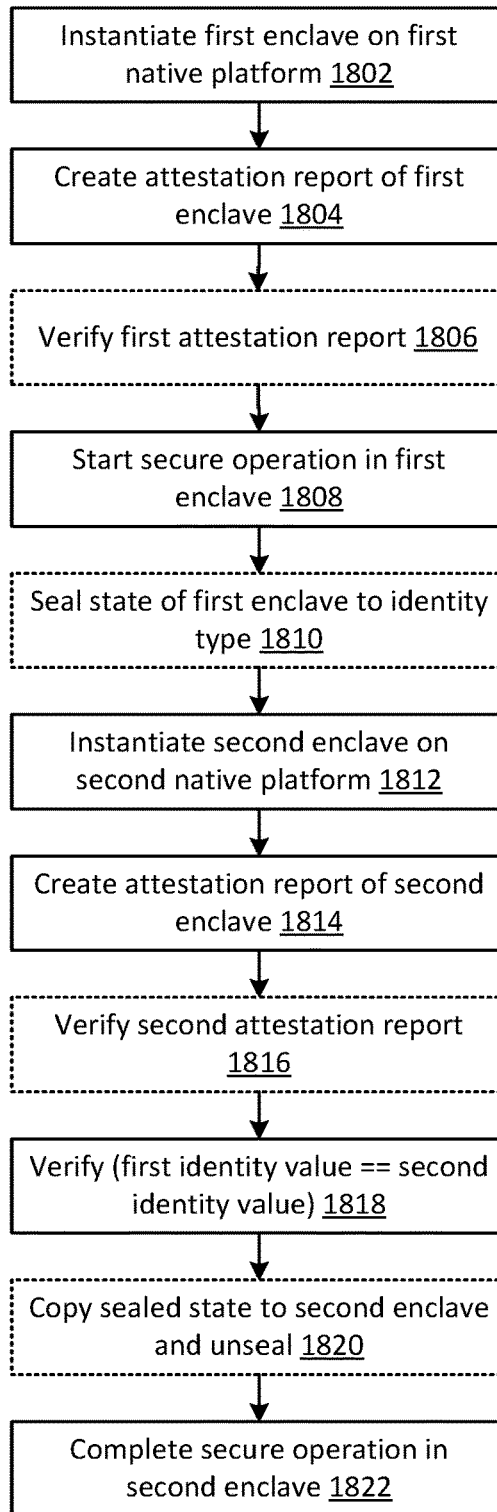 Instantiate first enclave on first
native platform 1802
Create attestation report of first
enclave 1804
Verify first attestation report 1806
Start secure operation in first
enclave 1808
Seal state of first enclave to identity
type 1810
Instantiate second enclave on
second native platform 1812
Create attestation report of second
enclave 1814
Verify second attestation report
1816
Verify (first identity value == second
identity value) 1818
Copy sealed state to second enclave
and unseal 1820
Complete secure operation in
second enclave 1822